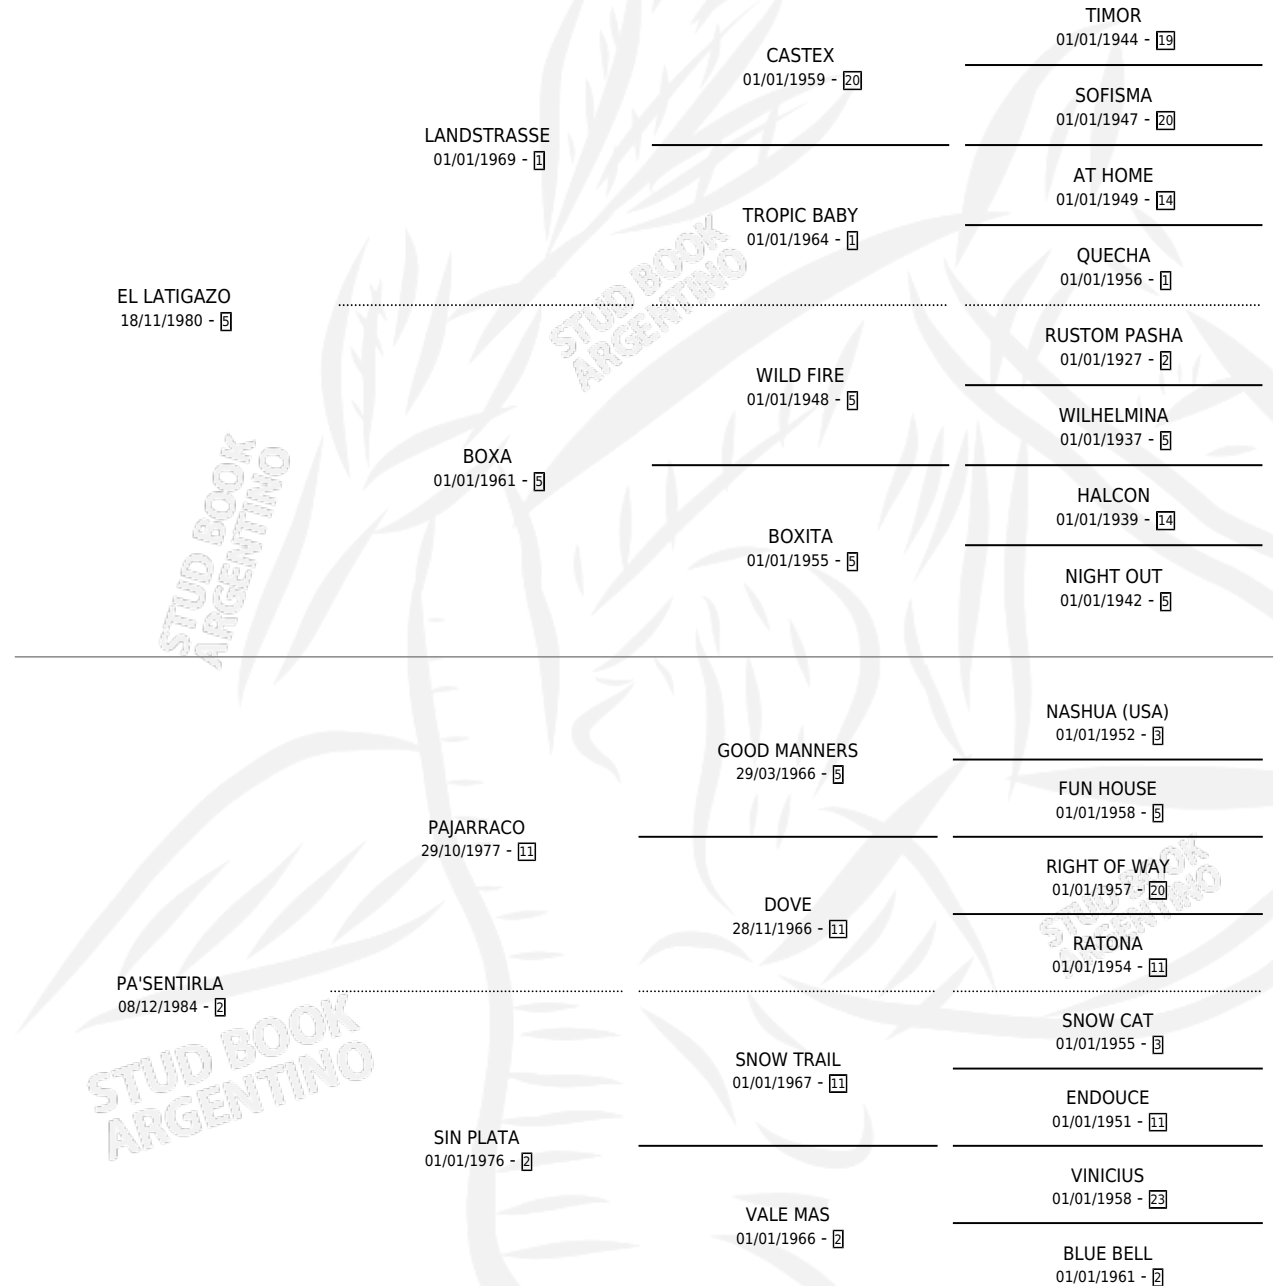 TIMOR
01/01/1944 - 19
CASTEX
01/01/1959 - 20
SOFISMA
01/01/1947 - 20
LANDSTRASSE
01/01/1969 - 1
AT HOME
01/01/1949 - 14
TROPIC BABY
01/01/1964 - 1
QUECHA
01/01/1956 - 1
STUD BOOK
ARGENTINO
EL LATIGAZO
18/11/1980 - 5
RUSTOM PASHA
01/01/1927 - 2
WILD FIRE
01/01/1948 - 5
WILHELMINA
01/01/1937 - 5
BOXA
01/01/1961 - 5
HALCON
01/01/1939 - 14
BOXITA
01/01/1955 - 5
NIGHT OUT
01/01/1942 - 5
STUD BOOK
ARGENTINO
NASHUA (USA)
01/01/1952 - 3
GOOD MANNERS
29/03/1966 - 5
FUN HOUSE
01/01/1958 - 5
PAJARRACO
29/10/1977 - 11
RIGHT OF WAY
01/01/1957 - 20
DOVE
28/11/1966 - 11
STUD BOOK
ARGENTINO
RATONA
01/01/1954 - 11
PA'SENTIRLA
08/12/1984 - 2
SNOW CAT
01/01/1955 - 3
SNOW TRAIL
01/01/1967 - 11
STUD BOOK
ARGENTINO
ENDOUCE
01/01/1951 - 11
SIN PLATA
01/01/1976 - 2
VINICIUS
01/01/1958 - 23
VALE MAS
01/01/1966 - 2
BLUE BELL
01/01/1961 - 2